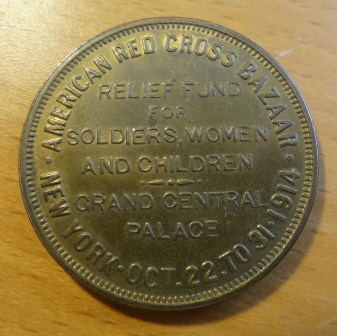 · AMERICAN RED CROSS BAZAAR ·
RELIEF FUND
FOR
SOLDIERS, WOMEN
AND CHILDREN
GRAND CENTRAL
PALACE
NEW YORK · OCT. 22. TO 31 · 1914